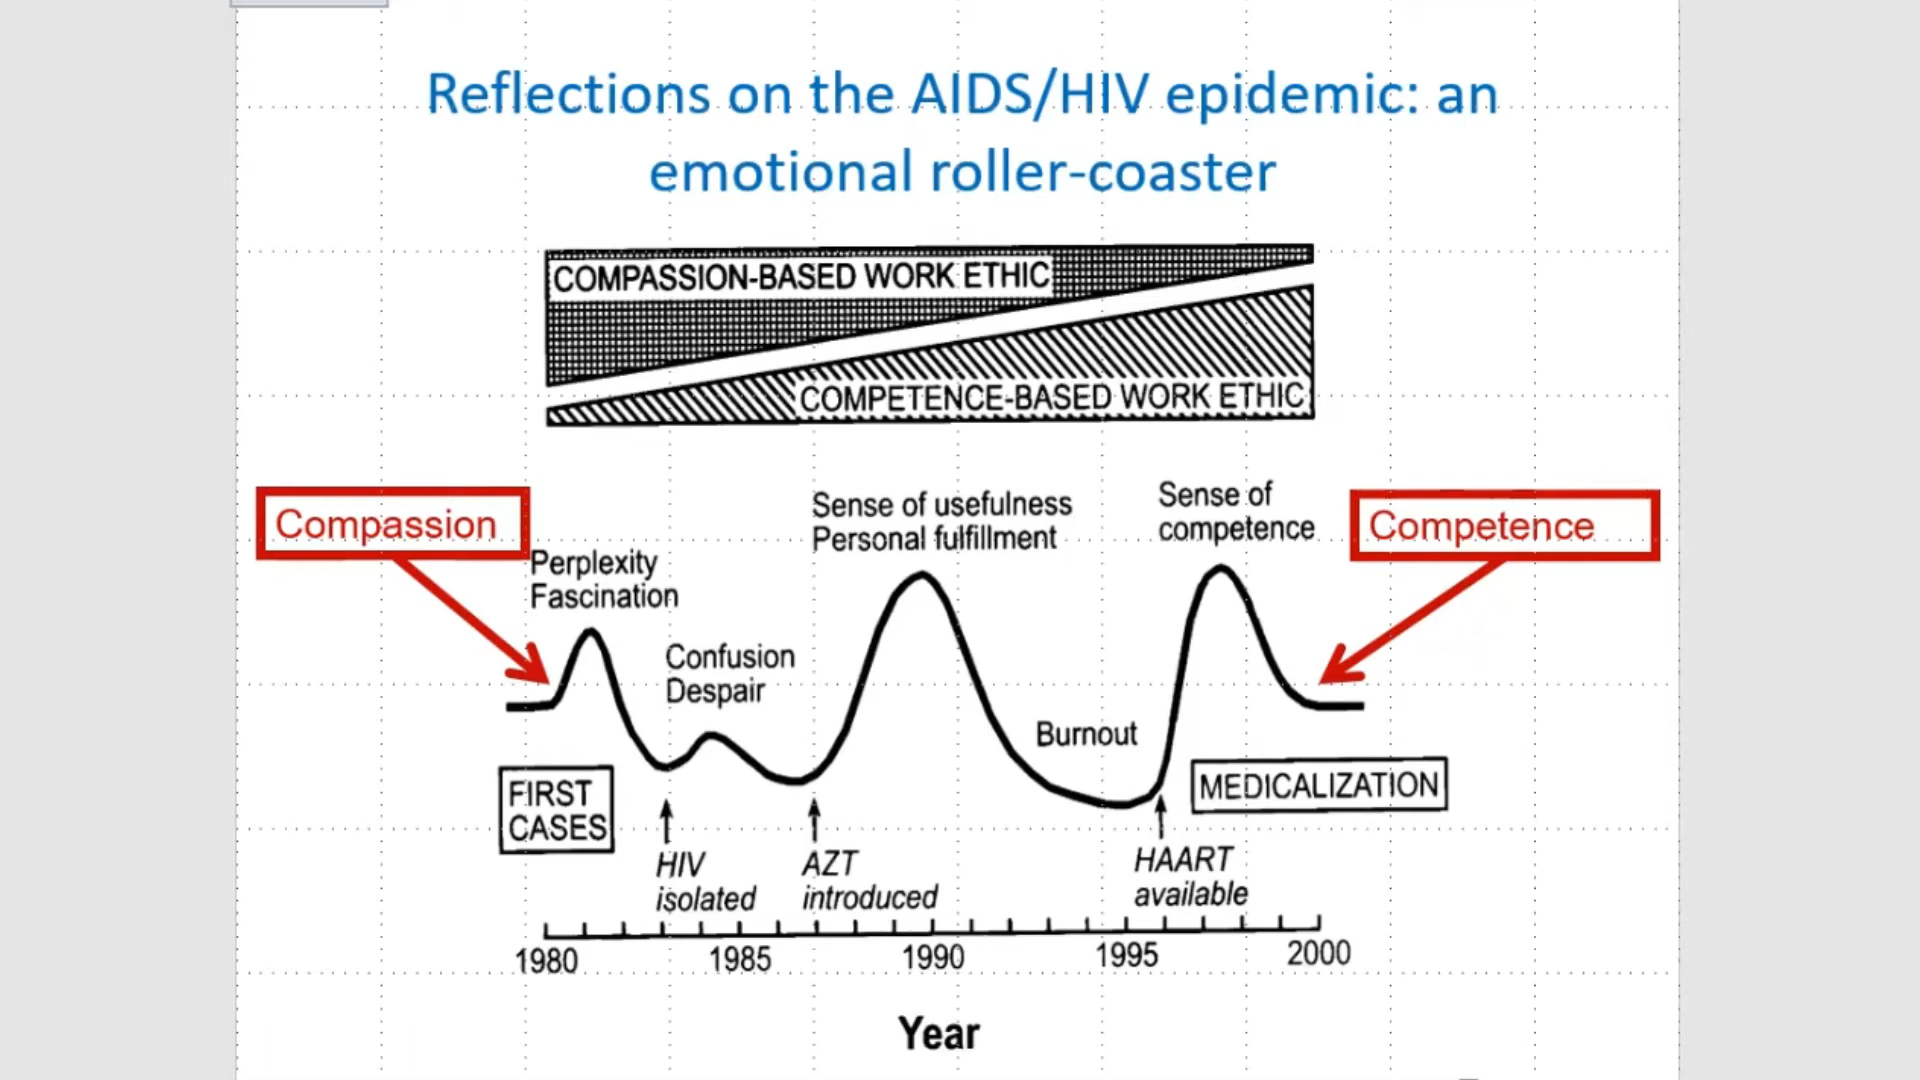 Reflections on the AIDS/HIV epidemic: an
emotional roller-coaster
COMPASSION-BASED WORK ETHIC
COMPETENCE-BASED WORK ETHIC
Compassion
Perplexity
Fascination
Confusion
Despair
Sense of usefulness
Personal fulfillment
Burnout
Sense of
competence
Competence
FIRST
CASES
MEDICALIZATION
HIV
isolated
AZT
introduced
HAART
available
1980 1985 1990 1995 2000
Year